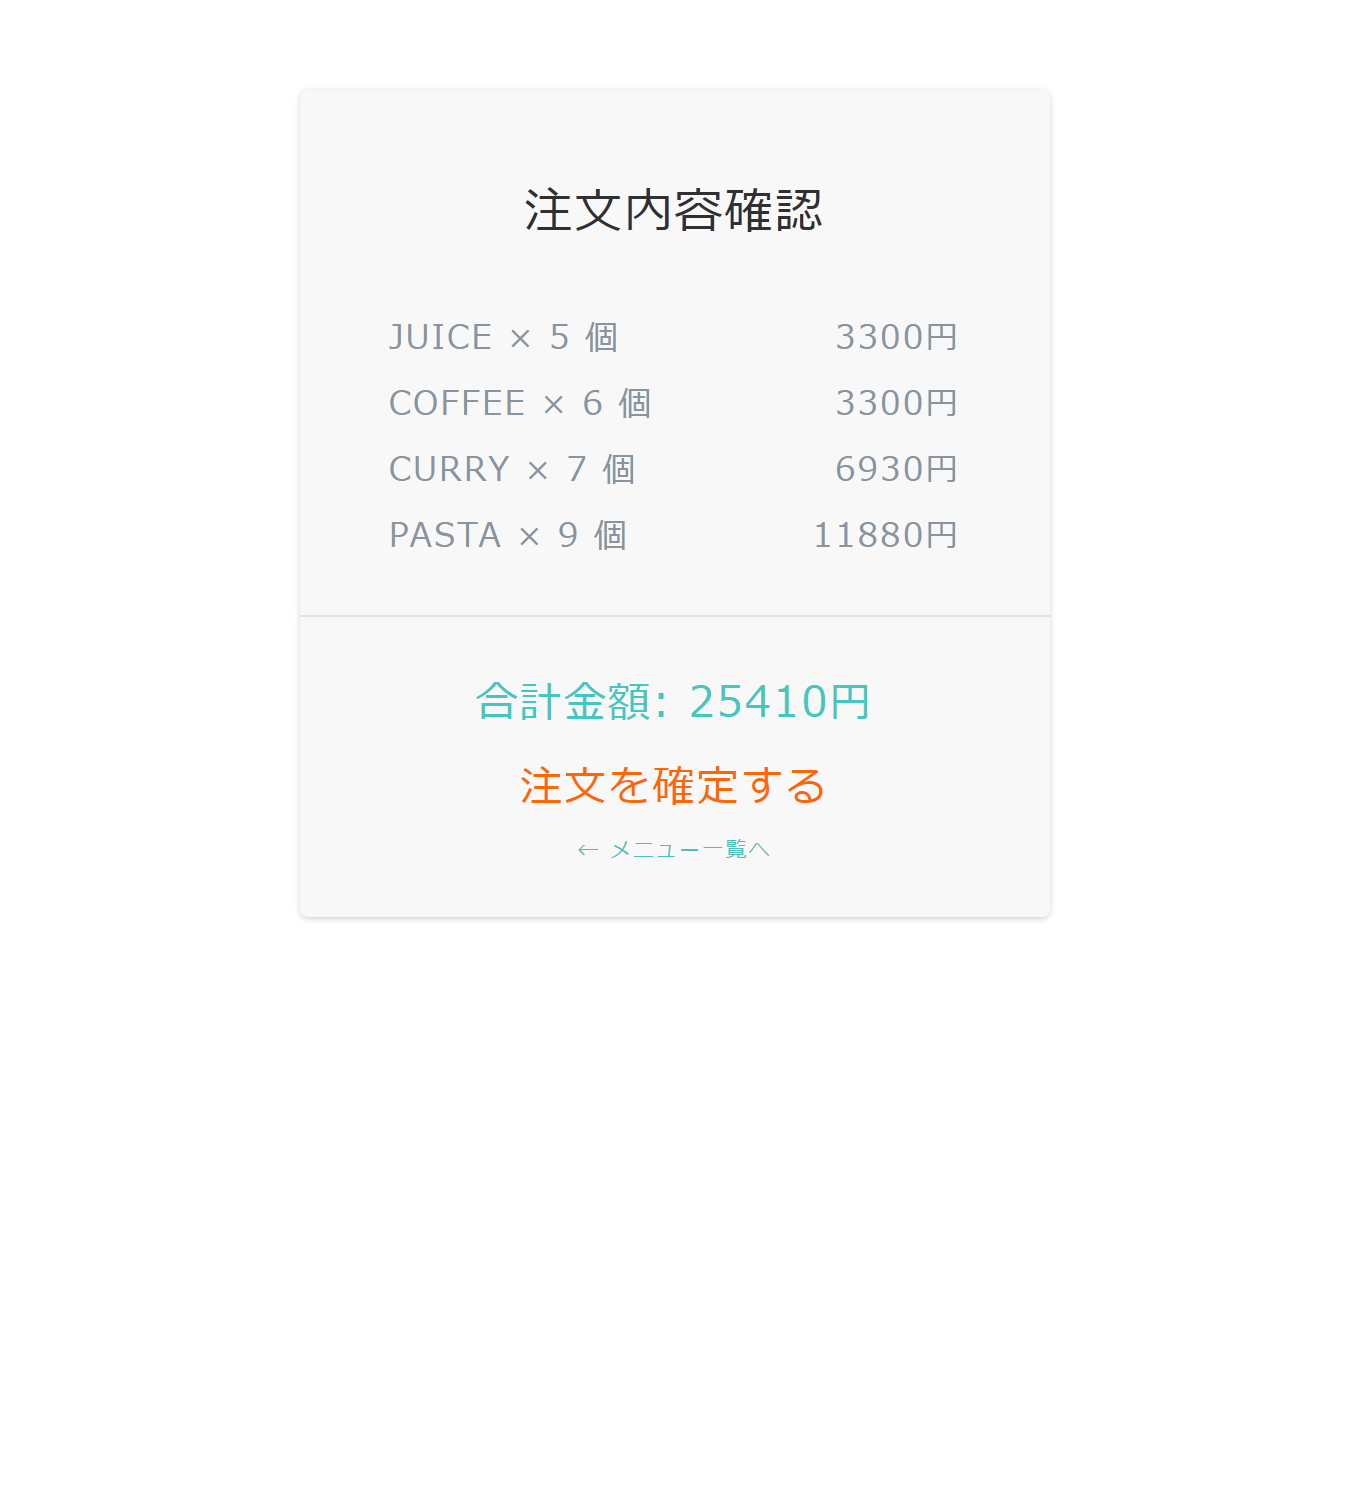 注文内容確認
JUICE × 5 個 3300円
COFFEE × 6 個 3300円
CURRY × 7 個 6930円
PASTA × 9 個 11880円
合計金額: 25410円
注文を確定する
← メニュー一覧へ